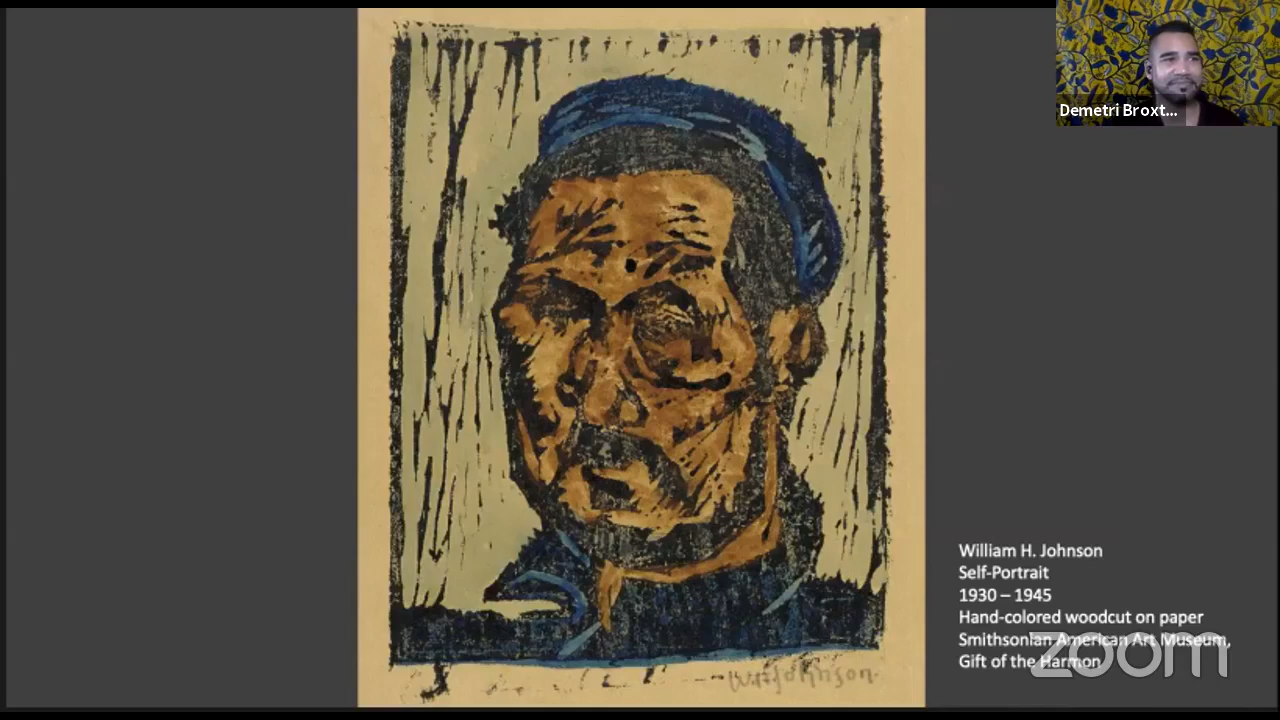 Demetri Broxt...
William H. Johnson
Self-Portrait
1930 – 1945
Hand-colored woodcut on paper
Smithsonian American Art Museum,
Gift of the Harmon
zoom
W.H.Johnson.